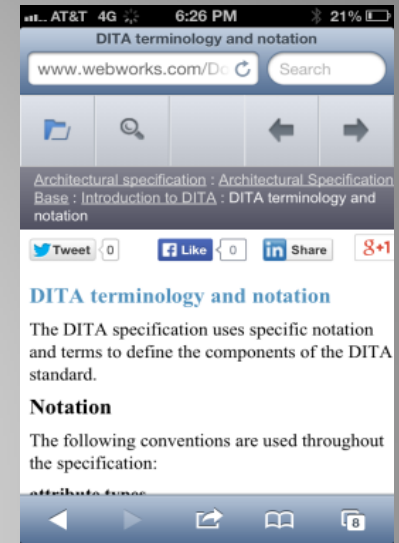 AT&T 4G 6:26 PM 21%
DITA terminology and notation
www.webworks.com/Do Search
Architectural specification : Architectural Specification
Base : Introduction to DITA : DITA terminology and
notation
Tweet 0 Like 0 in Share g+1
DITA terminology and notation
The DITA specification uses specific notation
and terms to define the components of the DITA
standard.
Notation
The following conventions are used throughout
the specification:
attribute types
8